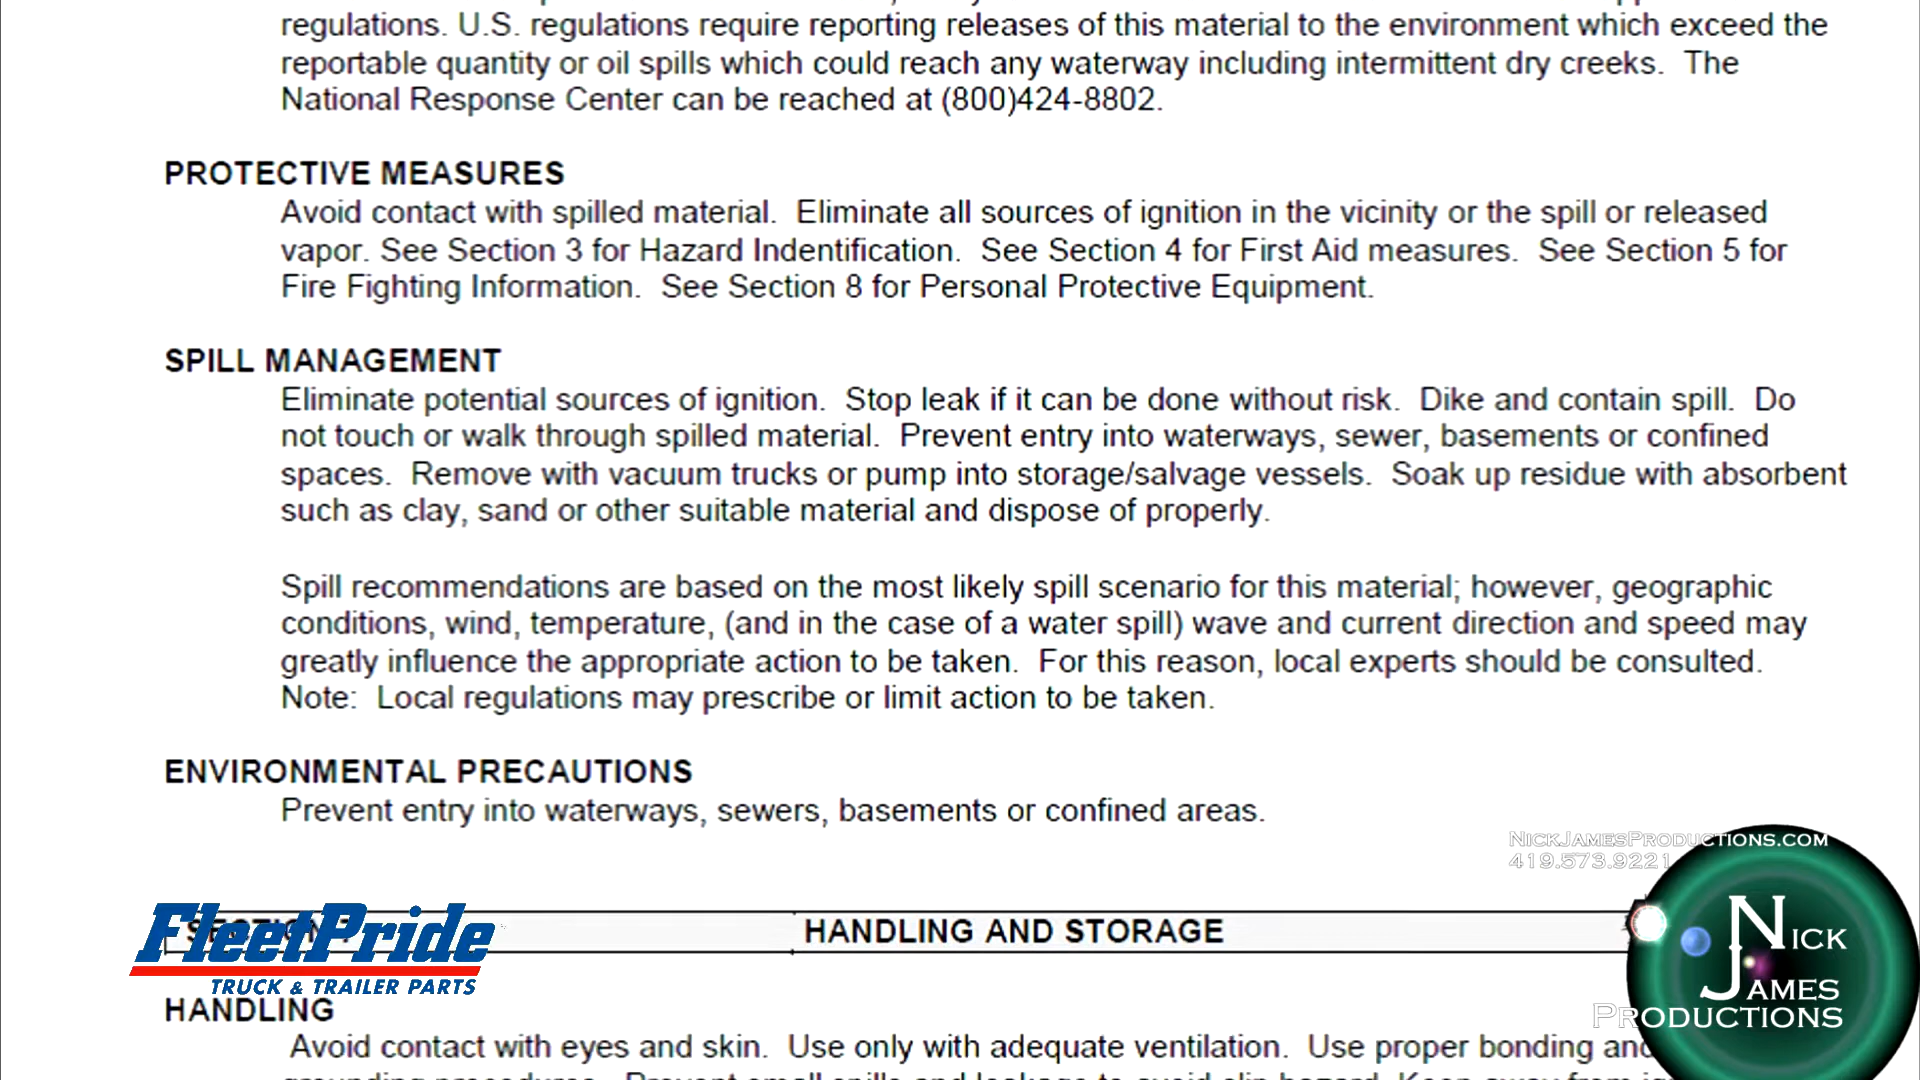 regulations. U.S. regulations require reporting releases of this material to the environment which exceed the
reportable quantity or oil spills which could reach any waterway including intermittent dry creeks. The
National Response Center can be reached at (800)424-8802.
PROTECTIVE MEASURES
Avoid contact with spilled material. Eliminate all sources of ignition in the vicinity or the spill or released
vapor. See Section 3 for Hazard Indentification. See Section 4 for First Aid measures. See Section 5 for
Fire Fighting Information. See Section 8 for Personal Protective Equipment.
SPILL MANAGEMENT
Eliminate potential sources of ignition. Stop leak if it can be done without risk. Dike and contain spill. Do
not touch or walk through spilled material. Prevent entry into waterways, sewer, basements or confined
spaces. Remove with vacuum trucks or pump into storage/salvage vessels. Soak up residue with absorbent
such as clay, sand or other suitable material and dispose of properly.
Spill recommendations are based on the most likely spill scenario for this material; however, geographic
conditions, wind, temperature, (and in the case of a water spill) wave and current direction and speed may
greatly influence the appropriate action to be taken. For this reason, local experts should be consulted.
Note: Local regulations may prescribe or limit action to be taken.
ENVIRONMENTAL PRECAUTIONS
Prevent entry into waterways, sewers, basements or confined areas.
NICKJAMESPRODUCTIONS.COM
419.573.9221
HANDLING AND STORAGE
FleetPride
TRUCK & TRAILER PARTS
NICK
JAMES
PRODUCTIONS
HANDLING
Avoid contact with eyes and skin. Use only with adequate ventilation. Use proper bonding and